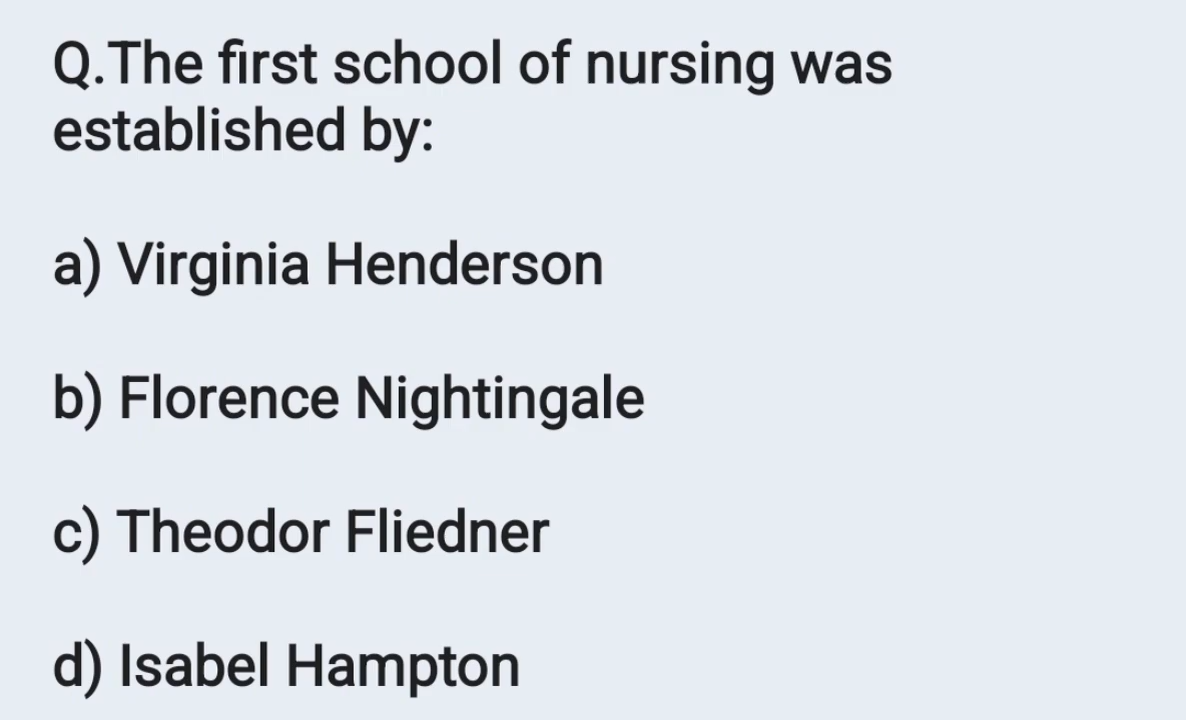 Q.The first school of nursing was
established by:
a) Virginia Henderson
b) Florence Nightingale
c) Theodor Fliedner
d) Isabel Hampton